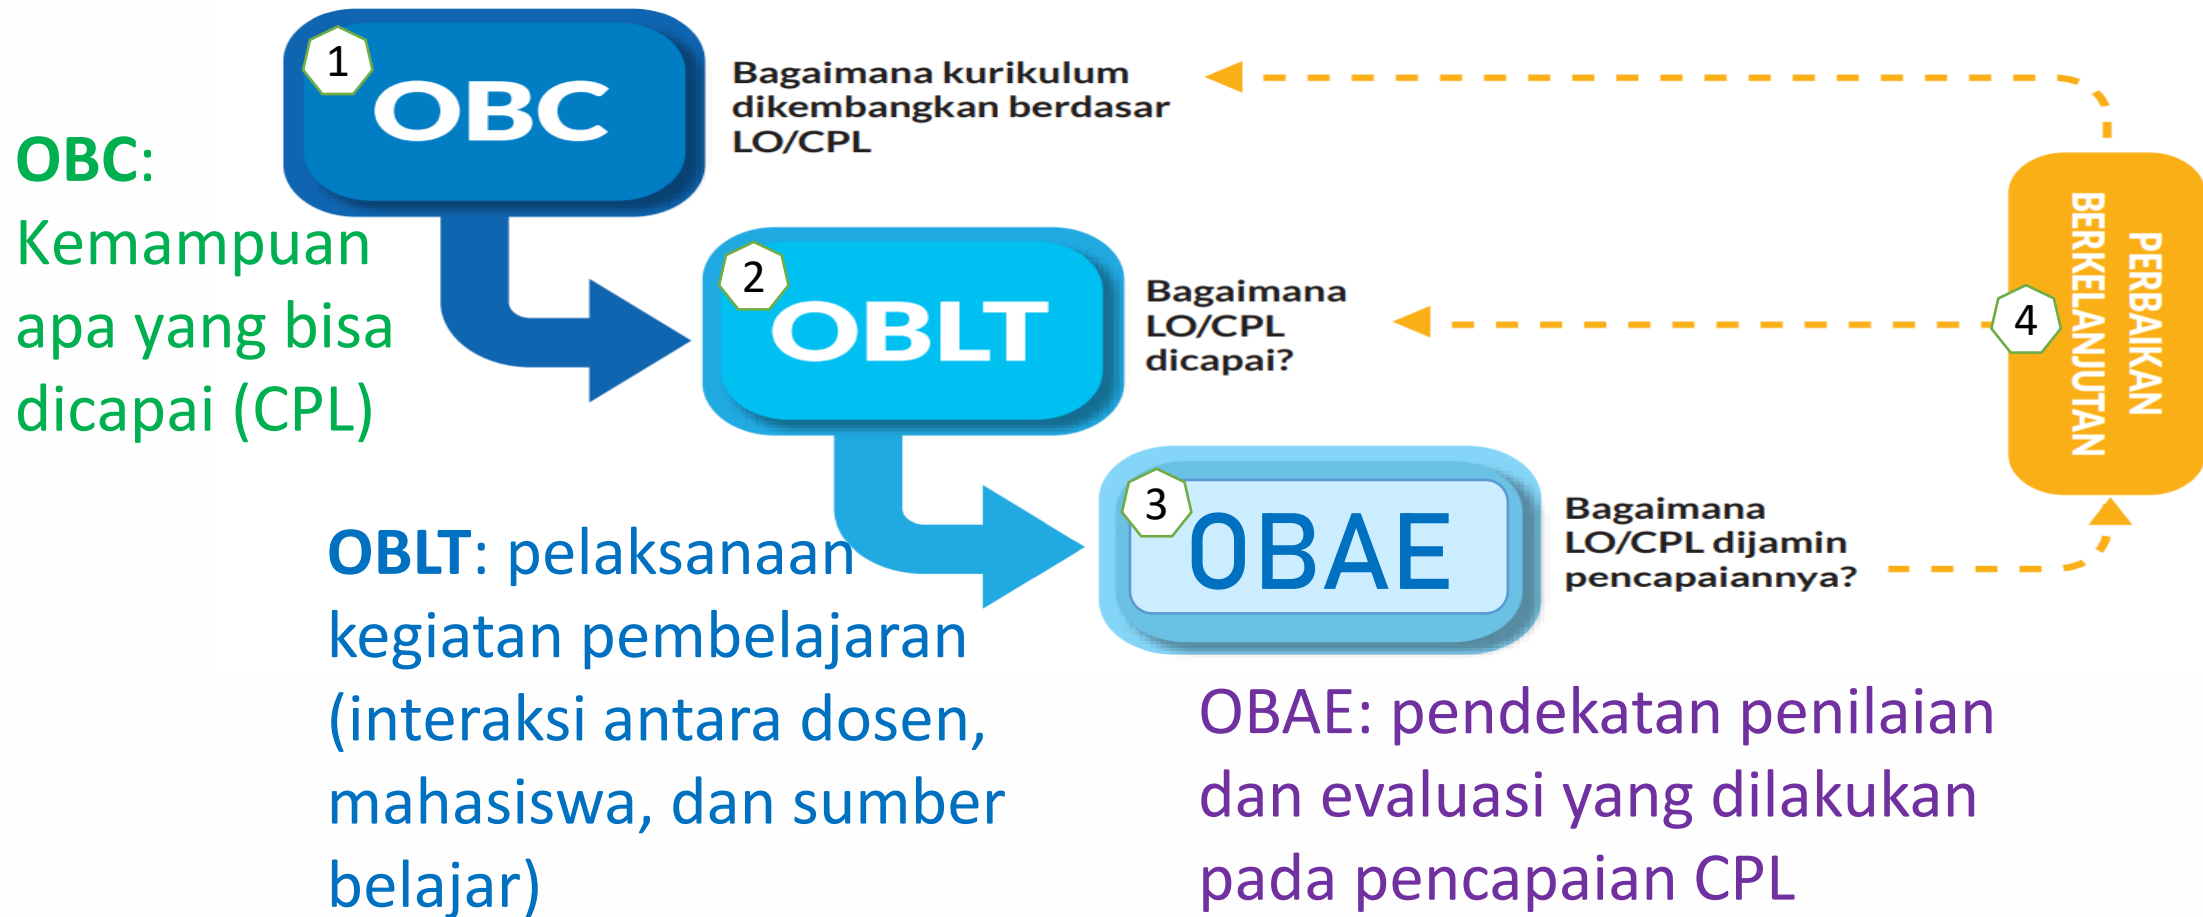 1
OBC
Bagaimana kurikulum
dikembangkan berdasar
LO/CPL
OBC:
Kemampuan
apa yang bisa
dicapai (CPL)
2
OBLT
Bagaimana
LO/CPL
dicapai?
4
PERBAIKAN
BERKELANJUTAN
3
OBAE
Bagaimana
LO/CPL dijamin
pencapaiannya?
OBLT: pelaksanaan
kegiatan pembelajaran
(interaksi antara dosen,
mahasiswa, dan sumber
belajar)
OBAE: pendekatan penilaian
dan evaluasi yang dilakukan
pada pencapaian CPL